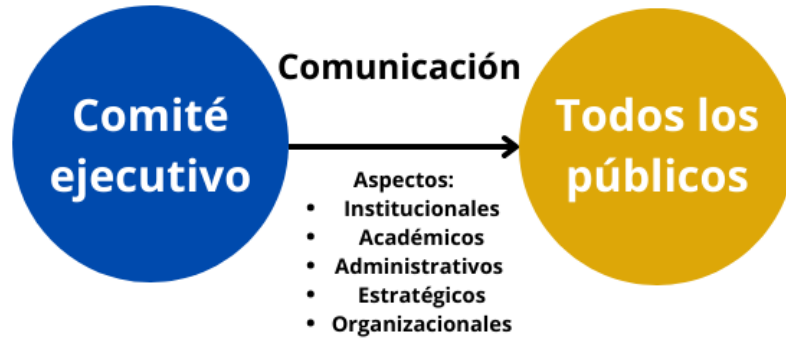 Comité
ejecutivo
Comunicación
Aspectos:
• Institucionales
• Académicos
• Administrativos
• Estratégicos
• Organizacionales
Todos los
públicos